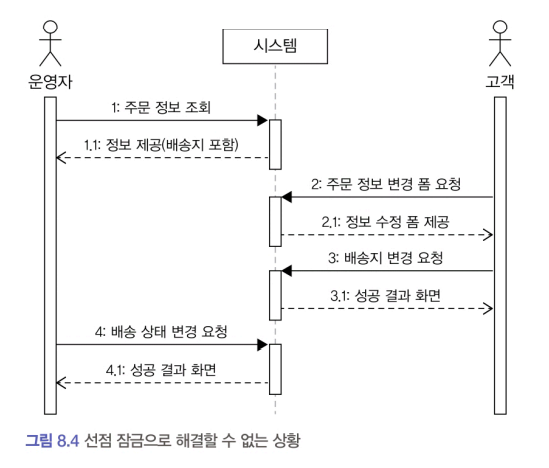 시스템
운영자
고객
1: 주문 정보 조회
1.1: 정보 제공(배송지 포함)
2: 주문 정보 변경 폼 요청
2.1: 정보 수정 폼 제공
3: 배송지 변경 요청
3.1: 성공 결과 화면
4: 배송 상태 변경 요청
4.1: 성공 결과 화면
그림 8.4 선점 잠금으로 해결할 수 없는 상황